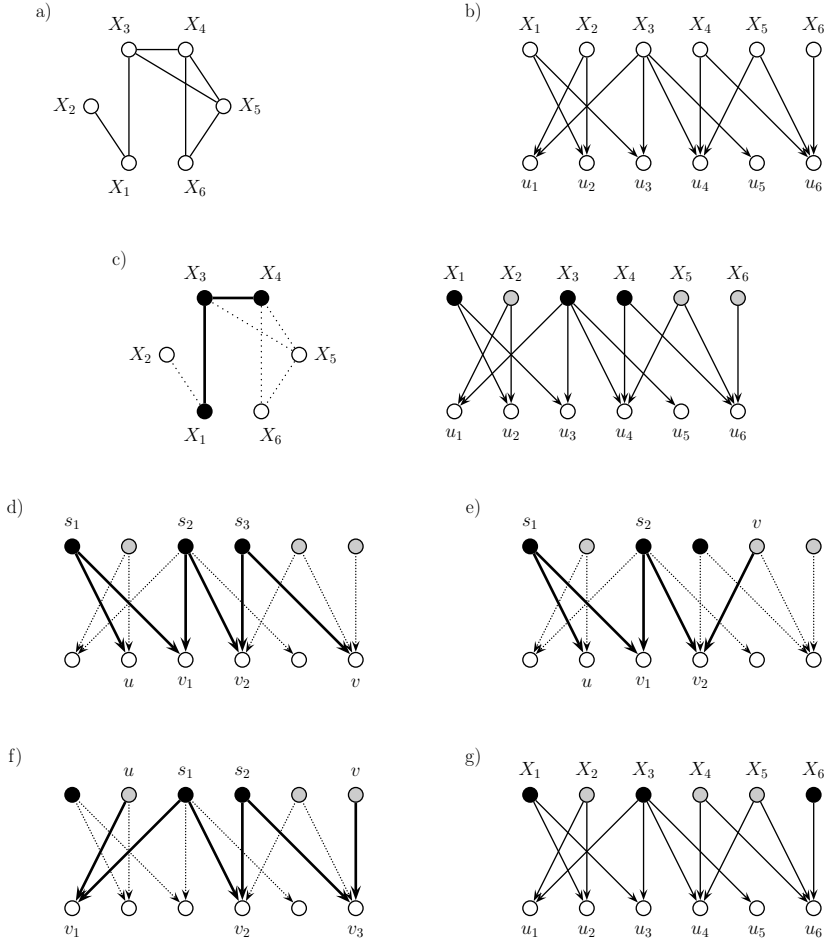 a)
X₃ X₄
X₂ X₅
X₁ X₆
b)
X₁ X₂ X₃ X₄ X₅ X₆
u₁ u₂ u₃ u₄ u₅ u₆
c)
X₃ X₄
X₂ X₅
X₁ X₆
X₁ X₂ X₃ X₄ X₅ X₆
u₁ u₂ u₃ u₄ u₅ u₆
d)
s₁ s₂ s₃
u v₁ v₂ v
e)
s₁ s₂ v
u v₁ v₂
f)
u s₁ s₂ v
v₁ v₂ v₃
g)
X₁ X₂ X₃ X₄ X₅ X₆
u₁ u₂ u₃ u₄ u₅ u₆